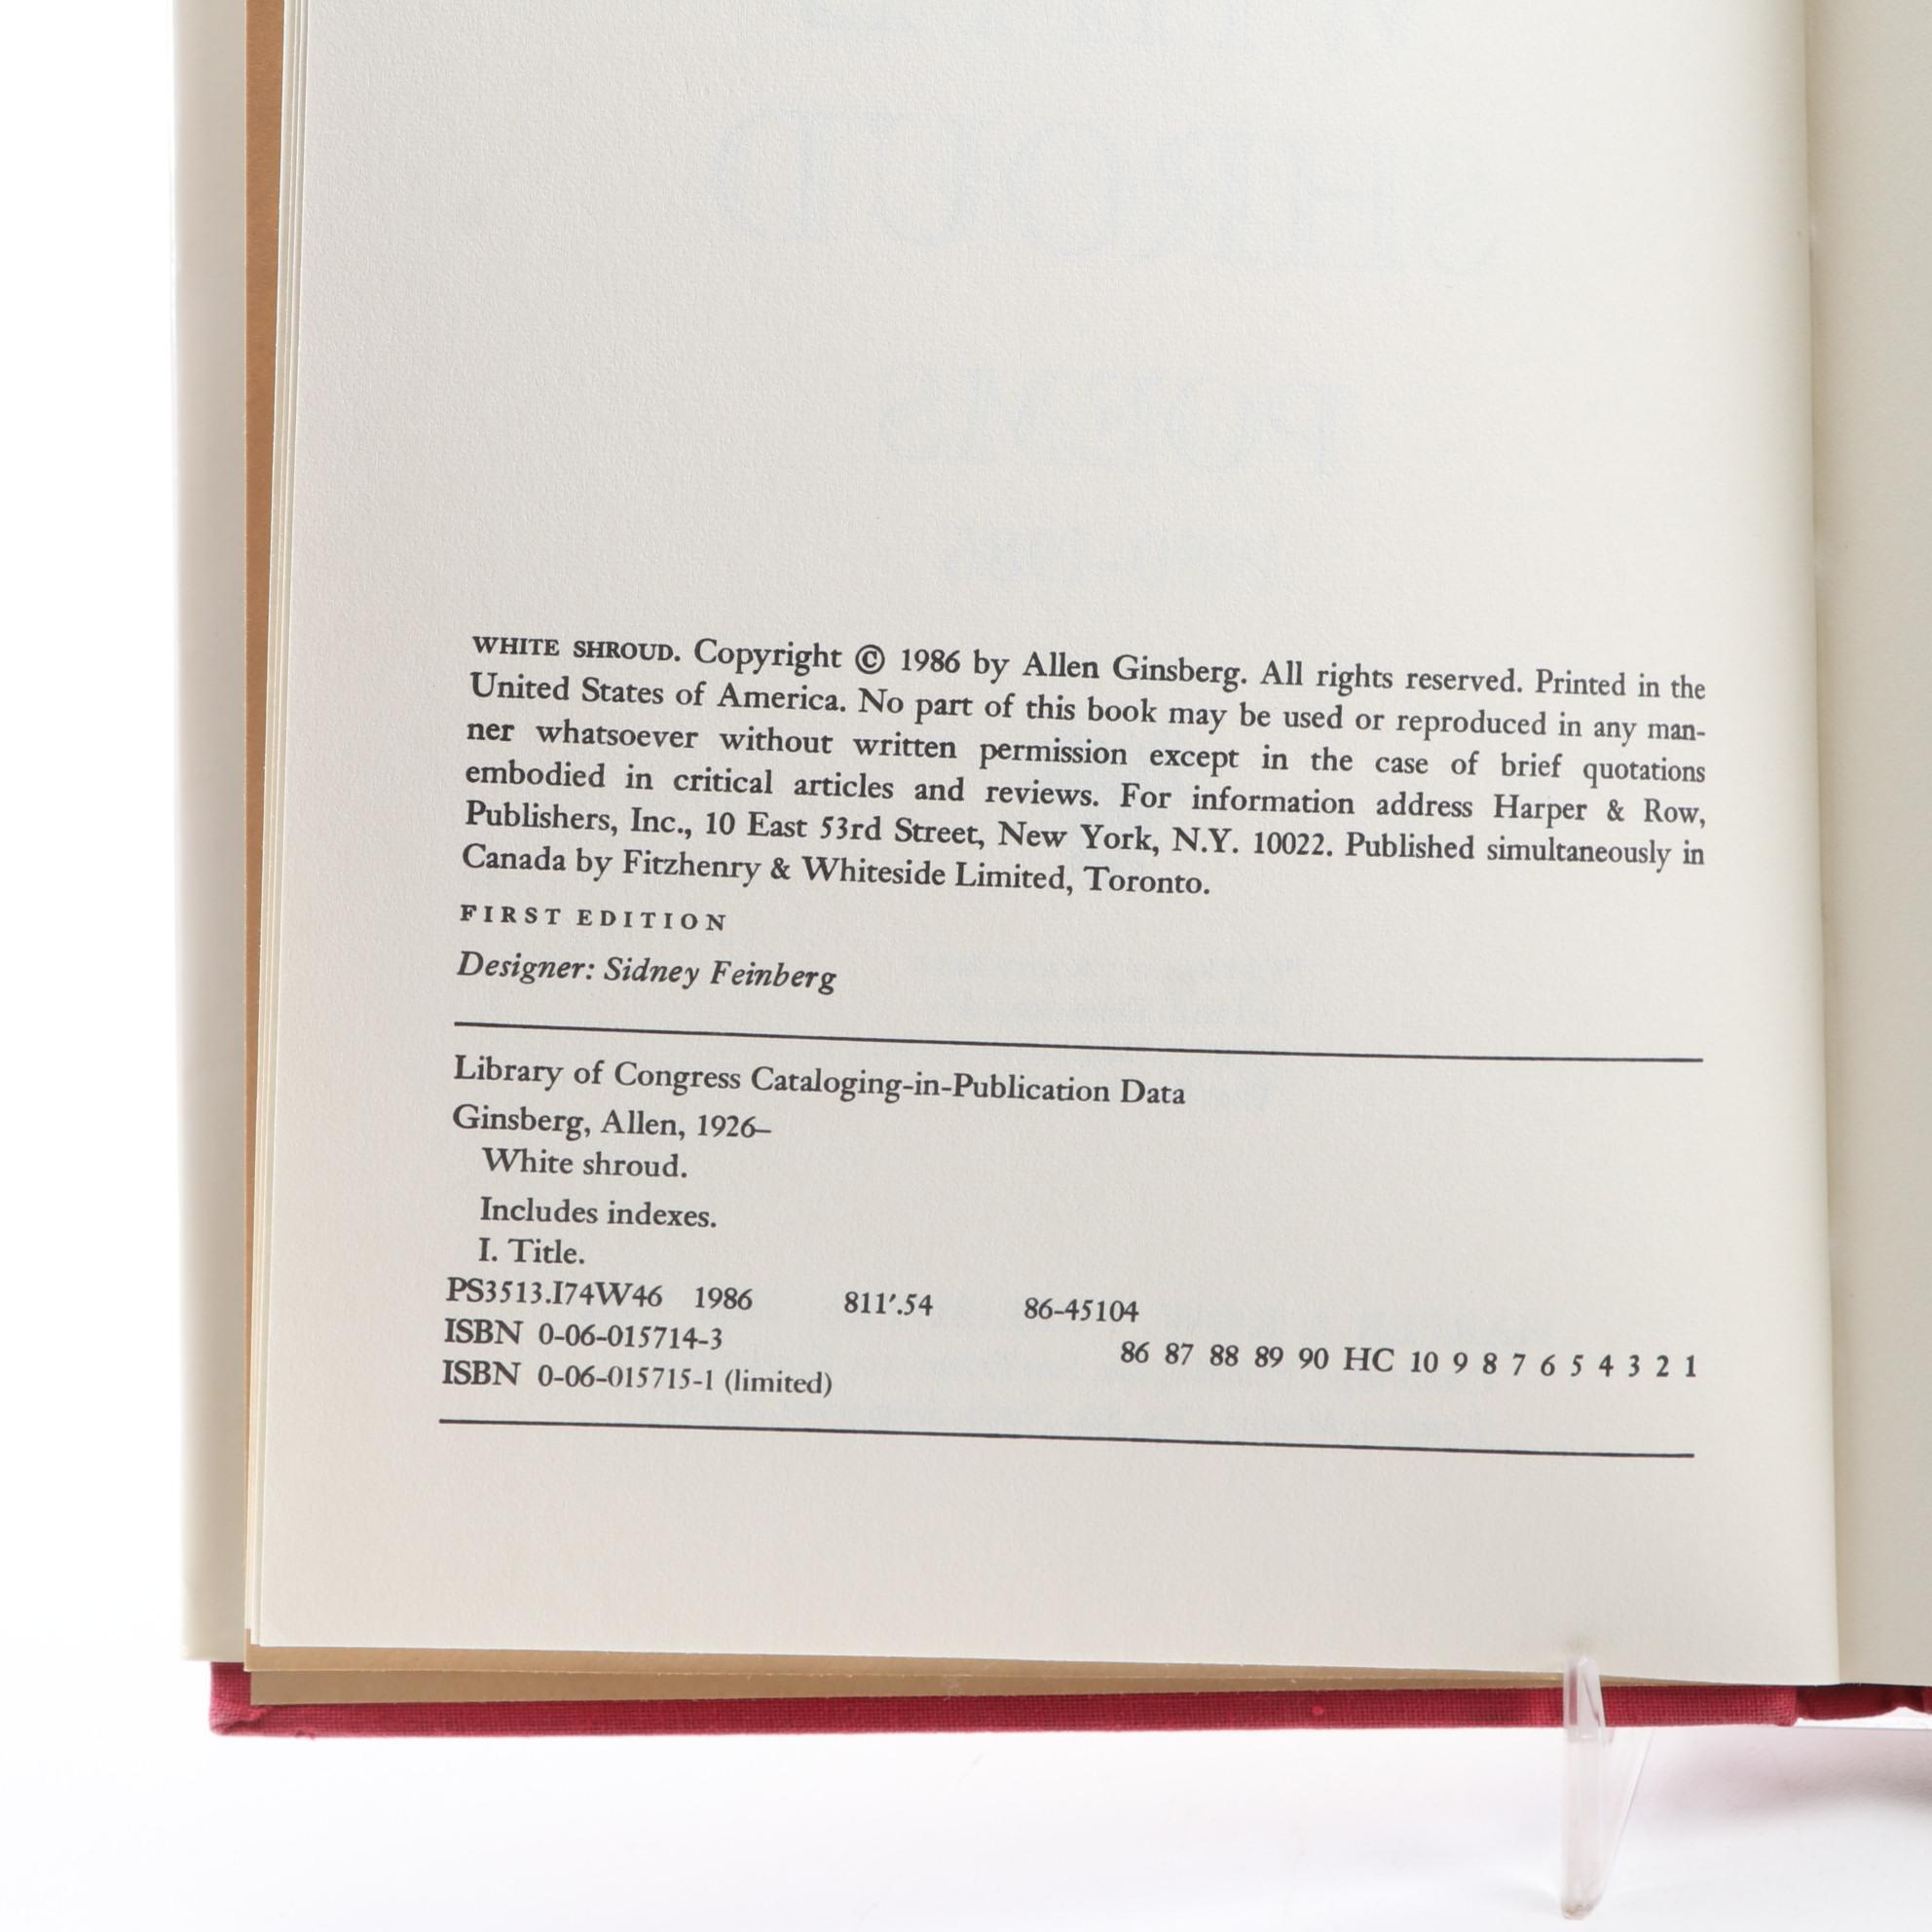 WHITE SHROUD. Copyright © 1986 by Allen Ginsberg. All rights reserved. Printed in the
United States of America. No part of this book may be used or reproduced in any man-
ner whatsoever without written permission except in the case of brief quotations
embodied in critical articles and reviews. For information address Harper & Row,
Publishers, Inc., 10 East 53rd Street, New York, N.Y. 10022. Published simultaneously in
Canada by Fitzhenry & Whiteside Limited, Toronto.
FIRST EDITION
Designer: Sidney Feinberg
Library of Congress Cataloging-in-Publication Data
Ginsberg, Allen, 1926–
White shroud.
Includes indexes.
I. Title.
PS3513.I74W46 1986 811'.54 86-45104
ISBN 0-06-015714-3
86 87 88 89 90 HC 10 9 8 7 6 5 4 3 2 1
ISBN 0-06-015715-1 (limited)